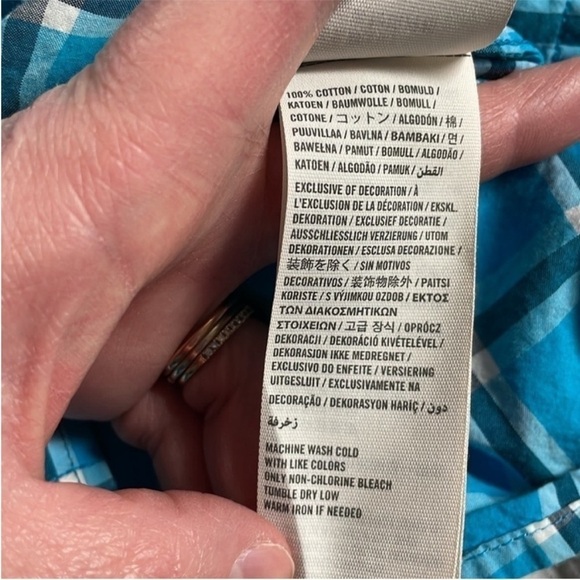 100% COTTON / COTON / BOMULD /
KATOEN / BAUMWOLLE / BOMULL /
COTONE / コットン / ALGODÓN / 棉 /
PUUVILLAA / BAVLNA / ΒΑΜΒΑΚΙ / 면 /
BAWEŁNA / PAMUT / BOMULL / ALGODÃO /
KATOEN / ALGODÃO / PAMUK / القطن
EXCLUSIVE OF DECORATION / À
L'EXCLUSION DE LA DÉCORATION / EKSKL.
DEKORATION / EXCLUSIEF DECORATIE /
AUSSCHLIESSLICH VERZIERUNG / UTOM
DEKORATIONEN / ESCLUSA DECORAZIONE /
装飾を除く / SIN MOTIVOS
DECORATIVOS / 装饰物除外 / PAITSI
KORISTE / S VÝJIMKOU OZDOB / ΕΚΤΟΣ
ΤΩΝ ΔΙΑΚΟΣΜΗΤΙΚΩΝ
ΣΤΟΙΧΕΙΩΝ / 고급 장식 / OPRÓCZ
DEKORACJI / DEKORÁCIÓ KIVÉTELÉVEL /
DEKORASJON IKKE MEDREGNET /
EXCLUSIVO DO ENFEITE / VERSIERING
UITGESLUIT / EXCLUSIVAMENTE NA
DECORAÇÃO / DEKORASYON HARİÇ / دون
زخرفة
MACHINE WASH COLD
WITH LIKE COLORS
ONLY NON-CHLORINE BLEACH
TUMBLE DRY LOW
WARM IRON IF NEEDED